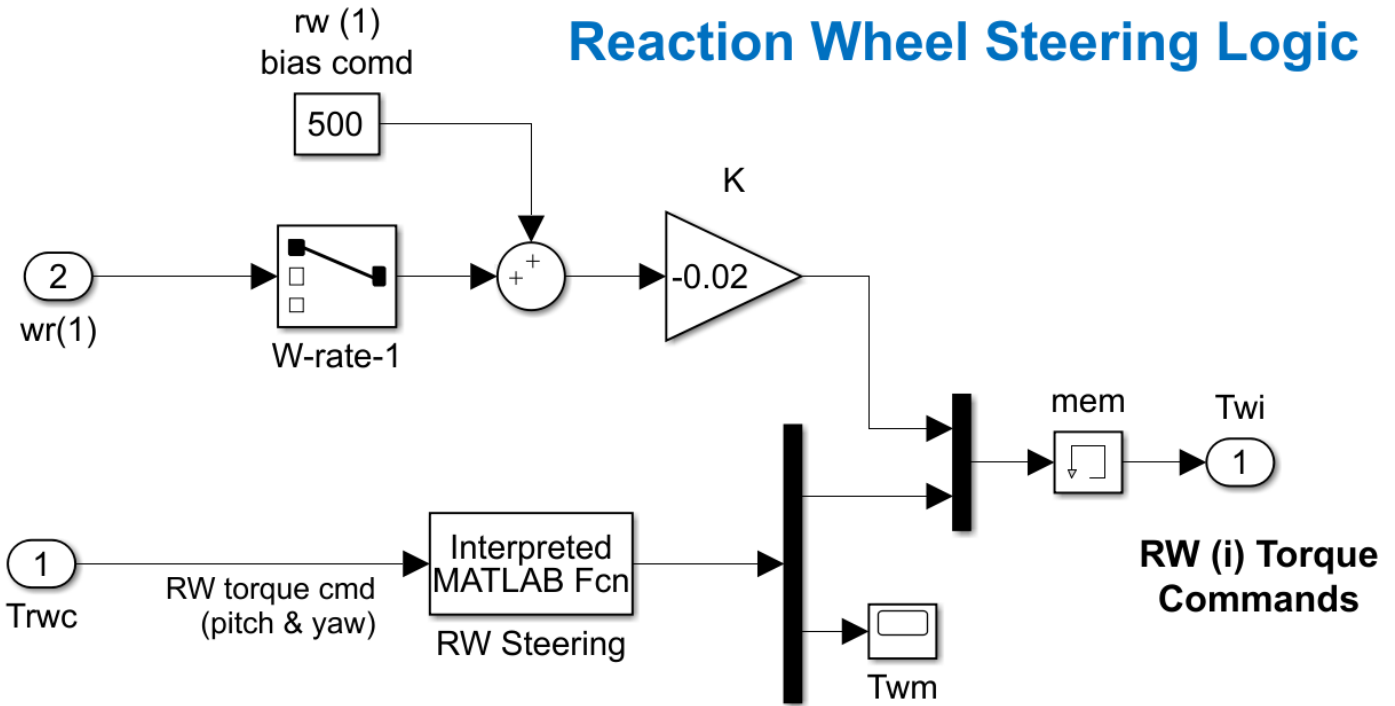 Reaction Wheel Steering Logic
rw (1)
bias comd
500
K
2
wr(1)
W-rate-1
+
+
-0.02
mem
Twi
1
1
Trwc
RW torque cmd
(pitch & yaw)
Interpreted
MATLAB Fcn
RW Steering
Twm
RW (i) Torque
Commands